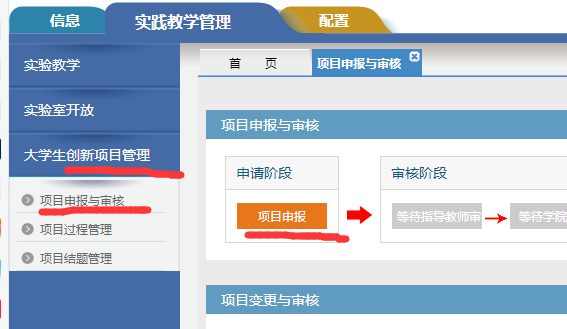 信息
实践教学管理
配置
实验教学
实验室开放
大学生创新项目管理
项目申报与审核
项目过程管理
项目结题管理
首 页
项目申报与审核
项目申报与审核
申请阶段
项目申报
审核阶段
等待指导教师审
等待学院
项目变更与审核